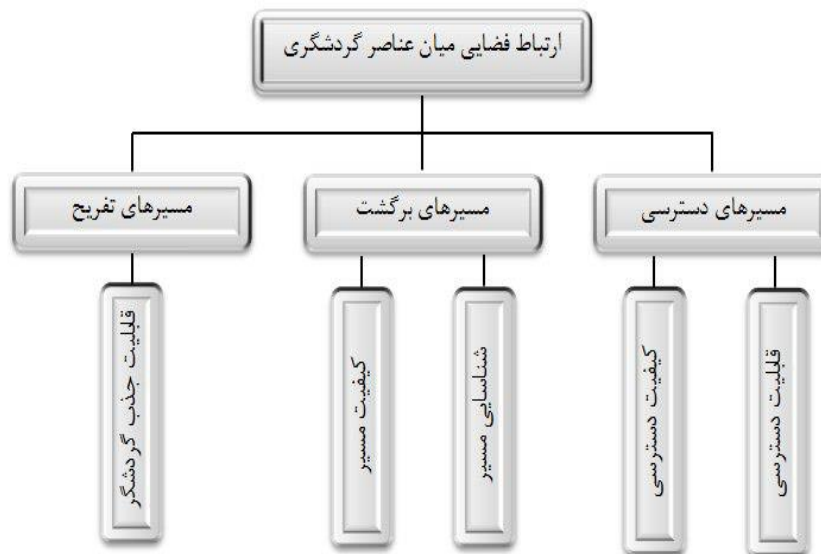 ارتباط فضایی میان عناصر گردشگری
مسیرهای دسترسی
مسیرهای برگشت
مسیرهای تفریح
قابلیت دسترسی
کیفیت دسترسی
شناسایی مسیر
کیفیت مسیر
قابلیت جذب گردشگر